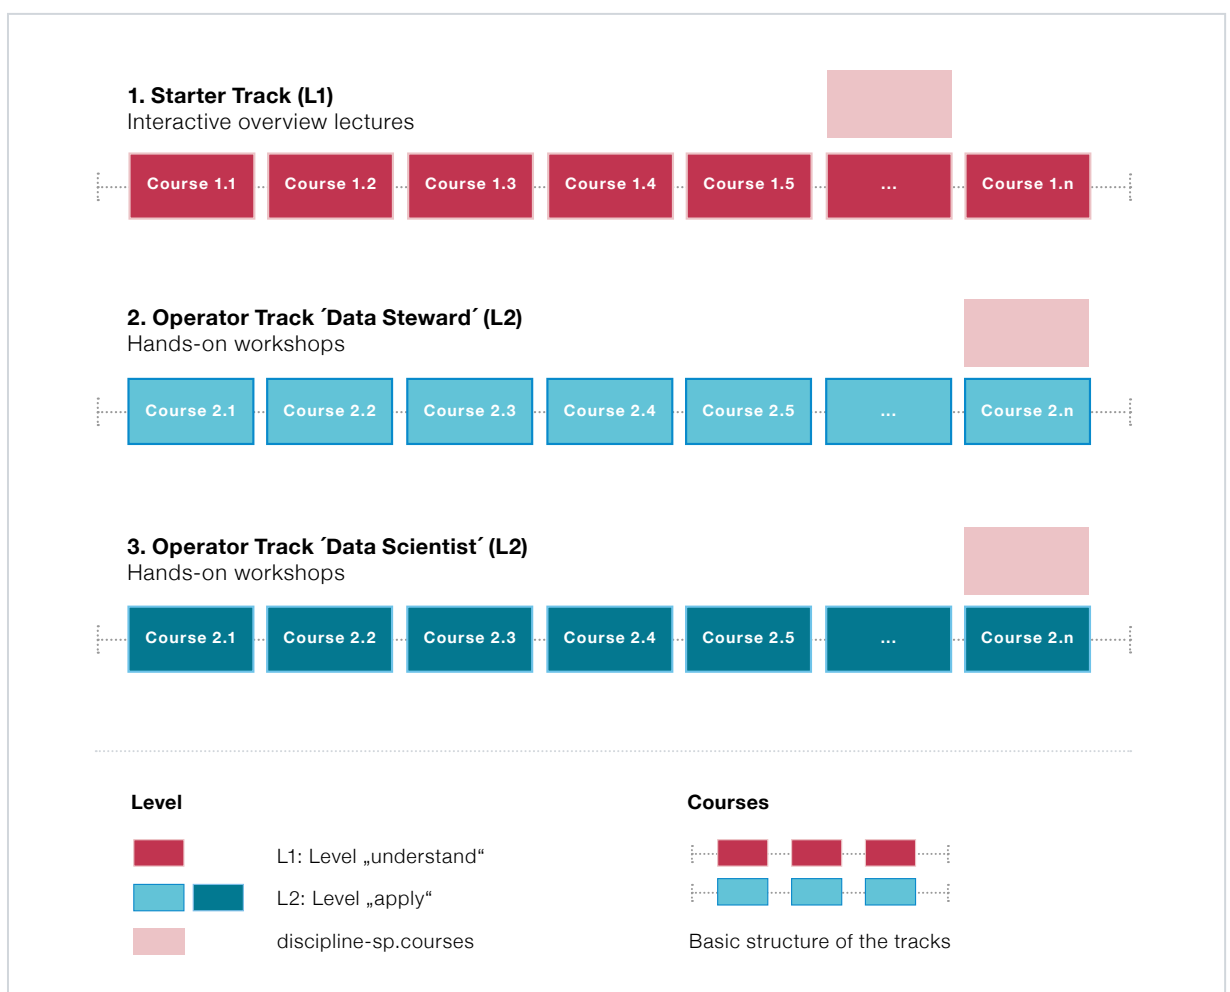 1. Starter Track (L1)
Interactive overview lectures
Course 1.1 Course 1.2 Course 1.3 Course 1.4 Course 1.5 ... Course 1.n
2. Operator Track ´Data Steward´ (L2)
Hands-on workshops
Course 2.1 Course 2.2 Course 2.3 Course 2.4 Course 2.5 ... Course 2.n
3. Operator Track ´Data Scientist´ (L2)
Hands-on workshops
Course 2.1 Course 2.2 Course 2.3 Course 2.4 Course 2.5 ... Course 2.n
Level
L1: Level „understand“
L2: Level „apply“
discipline-sp.courses
Courses
Basic structure of the tracks